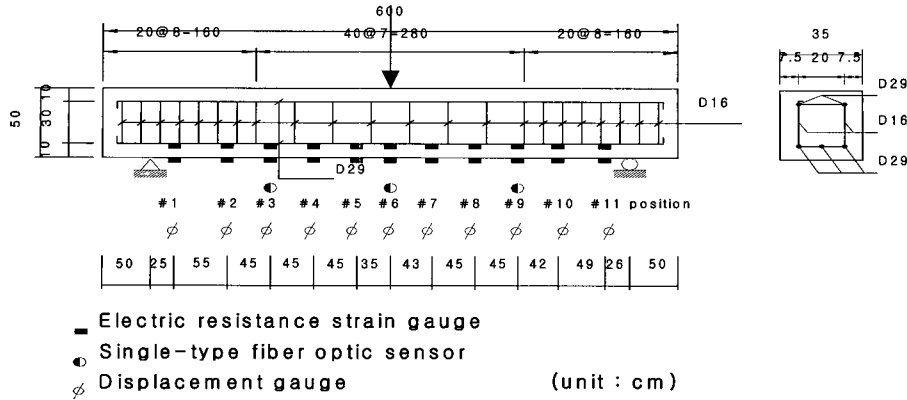 600
20@8=160 40@7=280 20@8=160
35
7.5 20 7.5
D29
D16
D16
D29
50
10 30 10
D29
#1 #2 #3 #4 #5 #6 #7 #8 #9 #10 #11 position
50 25 55 45 45 45 35 43 45 45 42 49 26 50
Electric resistance strain gauge
Single-type fiber optic sensor
Displacement gauge (unit : cm)